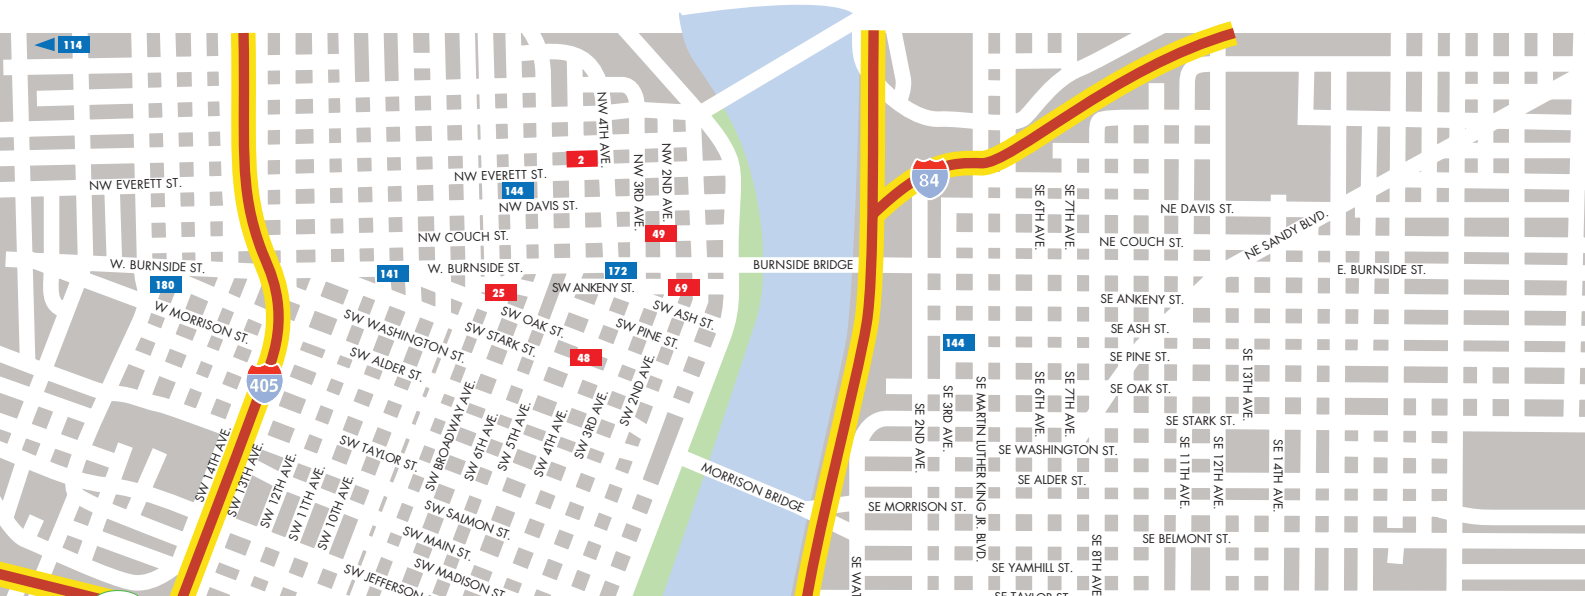 114
NW 4TH AVE.
2
NW 3RD AVE.
NW 2ND AVE.
NW EVERETT ST.
NW EVERETT ST.
144
NW DAVIS ST.
84
SE 6TH AVE.
SE 7TH AVE.
NE DAVIS ST.
NE SANDY BLVD.
49
NW COUCH ST.
NE COUCH ST.
W. BURNSIDE ST.
180
141
W. BURNSIDE ST.
172
BURNSIDE BRIDGE
E. BURNSIDE ST.
25
SW ANKENY ST.
69
SE ANKENY ST.
W MORRISON ST.
SW WASHINGTON ST.
SW OAK ST.
SW STARK ST.
SW PINE ST.
SW ASH ST.
SE ASH ST.
144
48
SW ALDER ST.
SE PINE ST.
SE 13TH AVE.
405
SE OAK ST.
SE 2ND AVE.
SE 3RD AVE.
SE MARTIN LUTHER KING JR. BLVD.
SE 6TH AVE.
SE 7TH AVE.
SW 14TH AVE.
SW 13TH AVE.
SW 12TH AVE.
SW 11TH AVE.
SW 10TH AVE.
SW TAYLOR ST.
SW BROADWAY AVE.
SW 6TH AVE.
SW 5TH AVE.
SW 4TH AVE.
SW 3RD AVE.
SW 2ND AVE.
SE STARK ST.
SE WASHINGTON ST.
SE 11TH AVE.
SE 12TH AVE.
SE 14TH AVE.
MORRISON BRIDGE
SE ALDER ST.
SE MORRISON ST.
SW SALMON ST.
SW MAIN ST.
SW MADISON ST.
SW JEFFERSON
SE BELMONT ST.
SE 8TH AVE
SE YAMHILL ST.
SE WAT
SE TAYLOR ST.